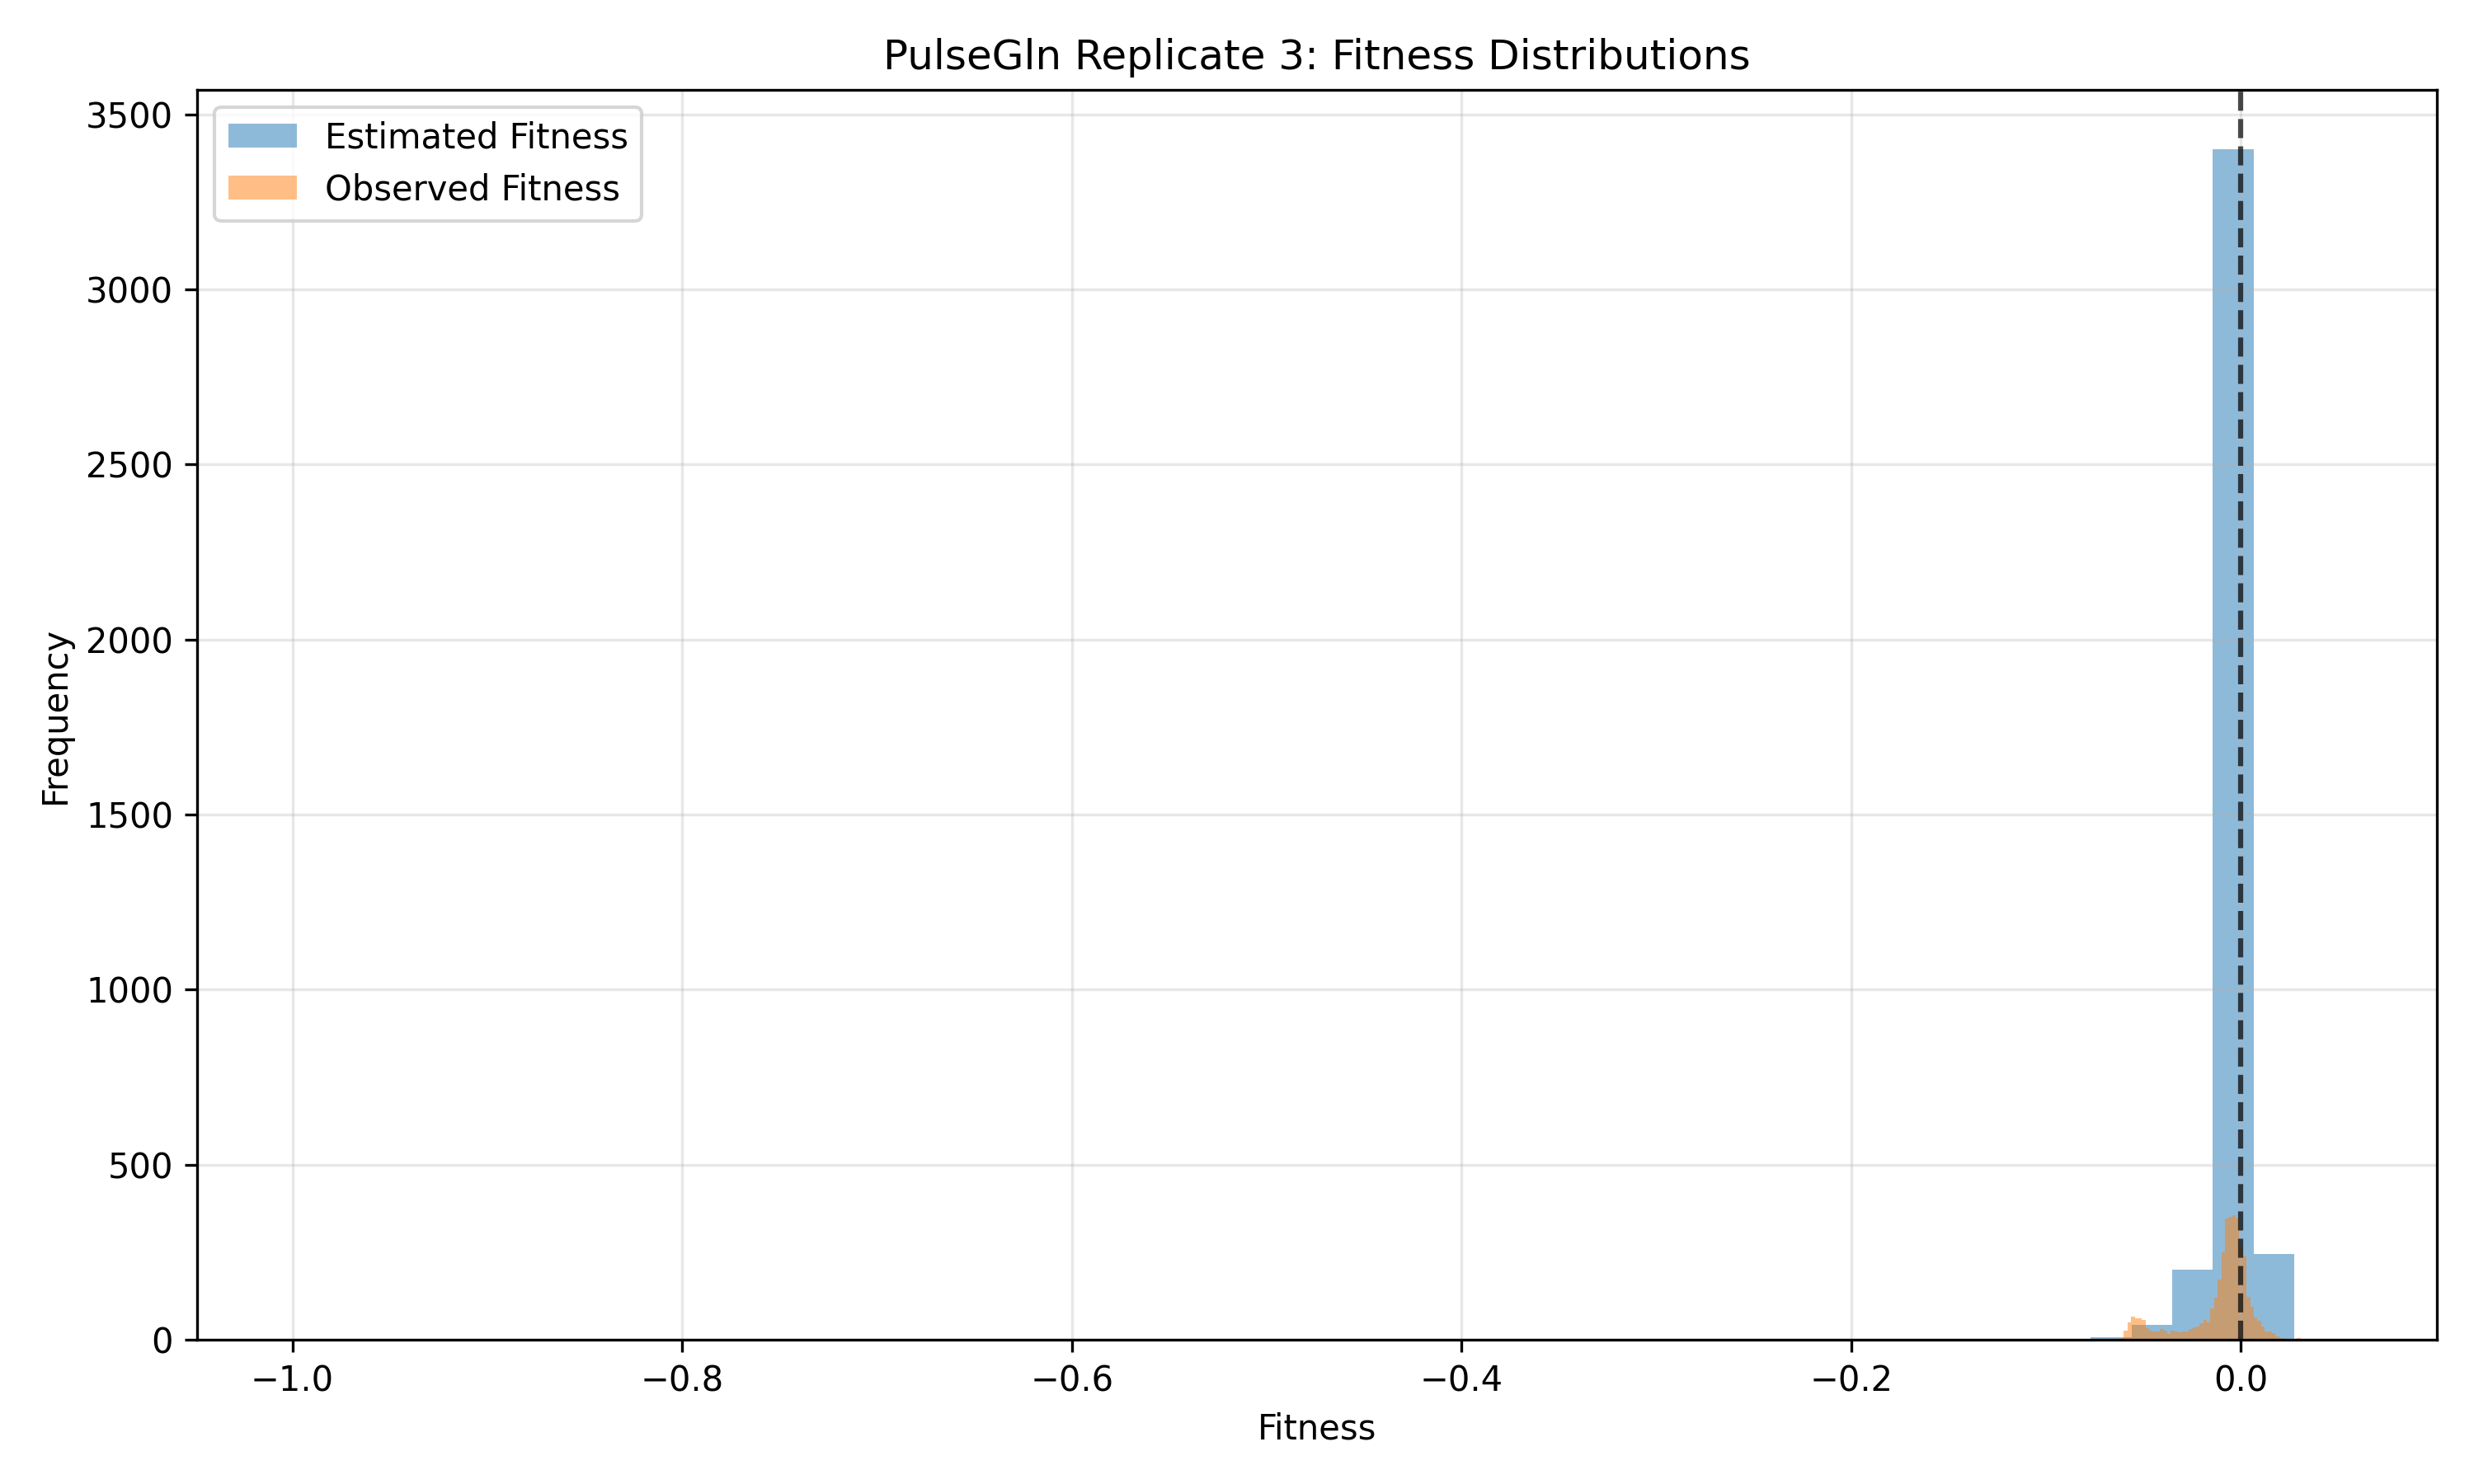 PulseGln Replicate 3: Fitness Distributions
Estimated Fitness
Observed Fitness
3500
3000
2500
2000
1500
1000
500
0
Frequency
−1.0 −0.8 −0.6 −0.4 −0.2 0.0
Fitness